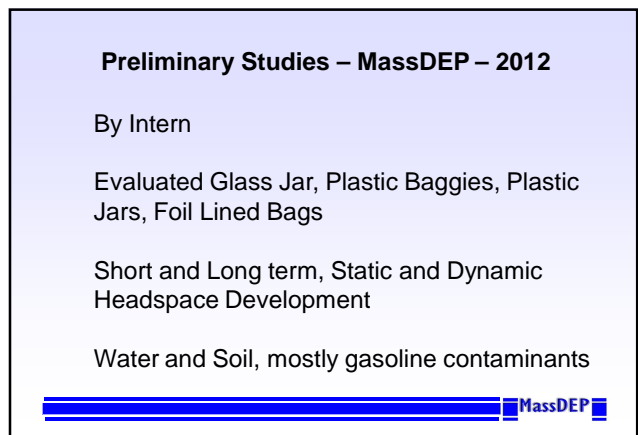 Preliminary Studies – MassDEP – 2012
By Intern
Evaluated Glass Jar, Plastic Baggies, Plastic
Jars, Foil Lined Bags
Short and Long term, Static and Dynamic
Headspace Development
Water and Soil, mostly gasoline contaminants
MassDEP